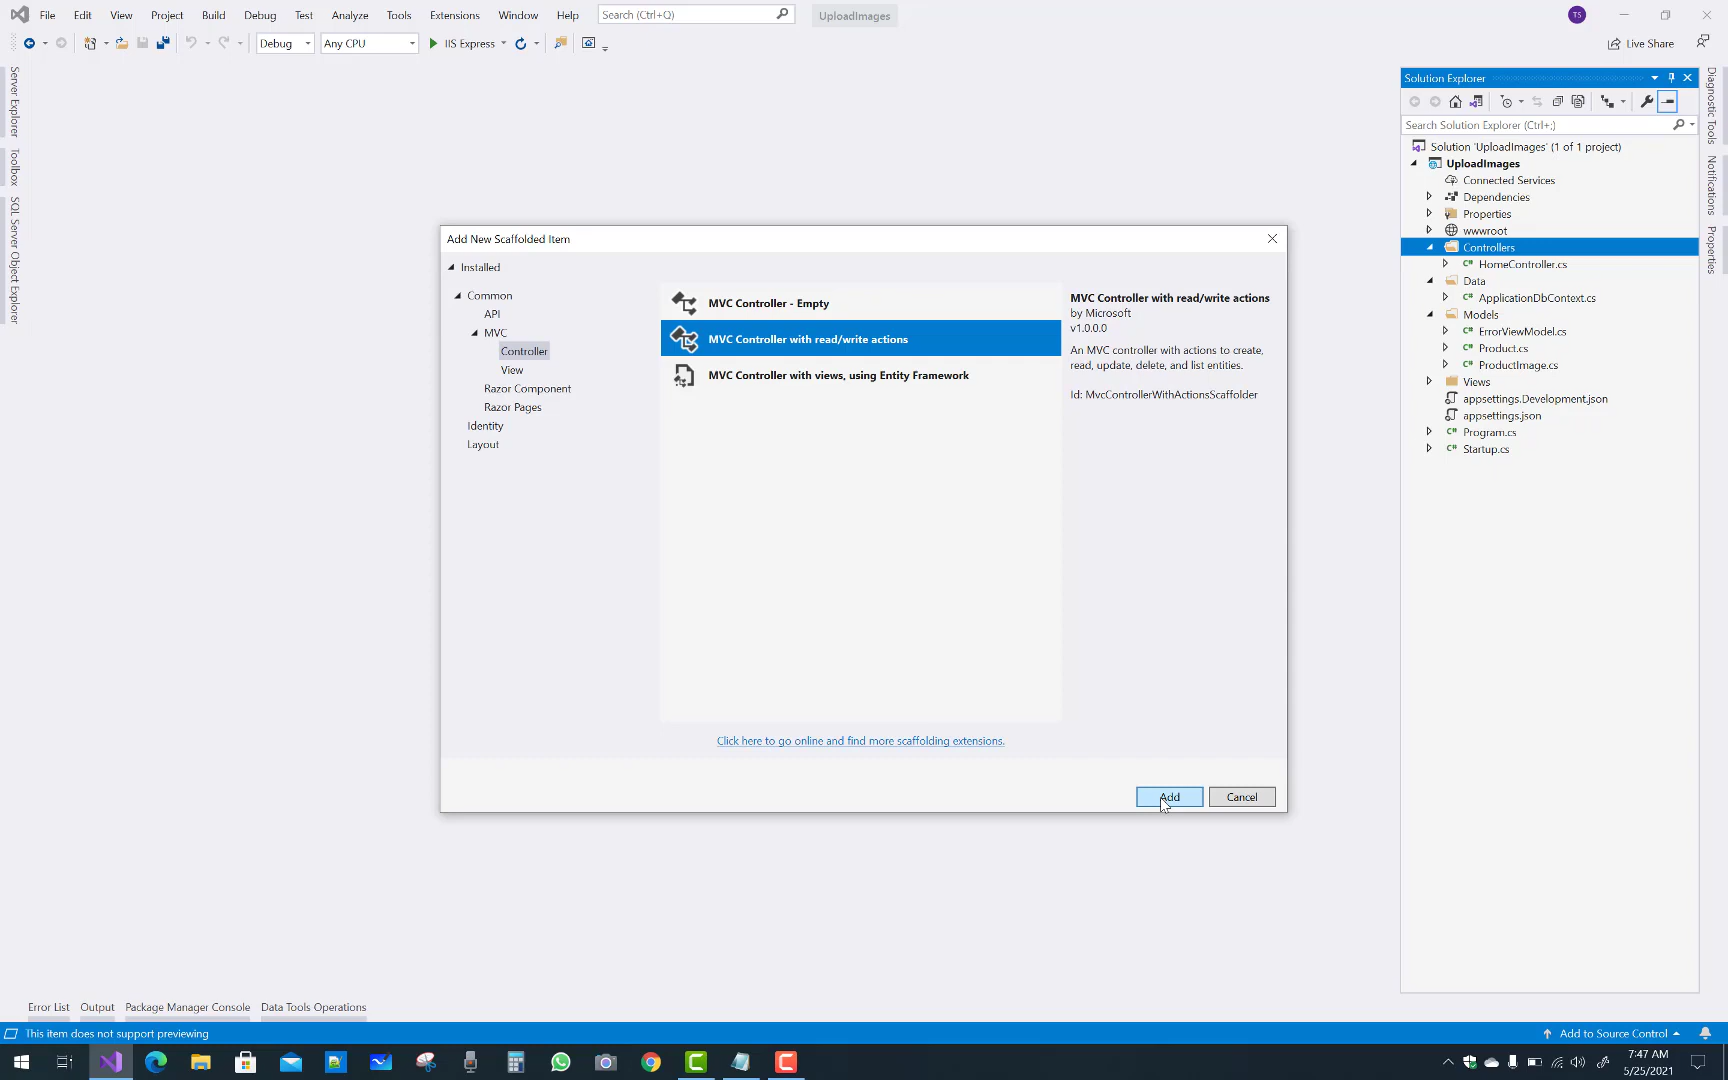 File Edit View Project Build Debug Test Analyze Tools Extensions Window Help Search (Ctrl+Q) UploadImages TS
Debug Any CPU IIS Express Live Share
Server Explorer
Toolbox
SQL Server Object Explorer
Add New Scaffolded Item
Installed
Common
API
MVC
Controller
View
Razor Component
Razor Pages
Identity
Layout
MVC Controller - Empty
MVC Controller with read/write actions
MVC Controller with views, using Entity Framework
MVC Controller with read/write actions
by Microsoft
v1.0.0.0
An MVC controller with actions to create,
read, update, delete, and list entities.
Id: MvcControllerWithActionsScaffolder
Click here to go online and find more scaffolding extensions.
Add Cancel
Solution Explorer
Search Solution Explorer (Ctrl+;)
Solution 'UploadImages' (1 of 1 project)
UploadImages
Connected Services
Dependencies
Properties
wwwroot
Controllers
C# HomeController.cs
Data
C# ApplicationDbContext.cs
Models
C# ErrorViewModel.cs
C# Product.cs
C# ProductImage.cs
Views
appsettings.Development.json
appsettings.json
C# Program.cs
C# Startup.cs
Diagnostic Tools
Notifications
Properties
Error List Output Package Manager Console Data Tools Operations
This item does not support previewing Add to Source Control
7:47 AM
5/25/2021